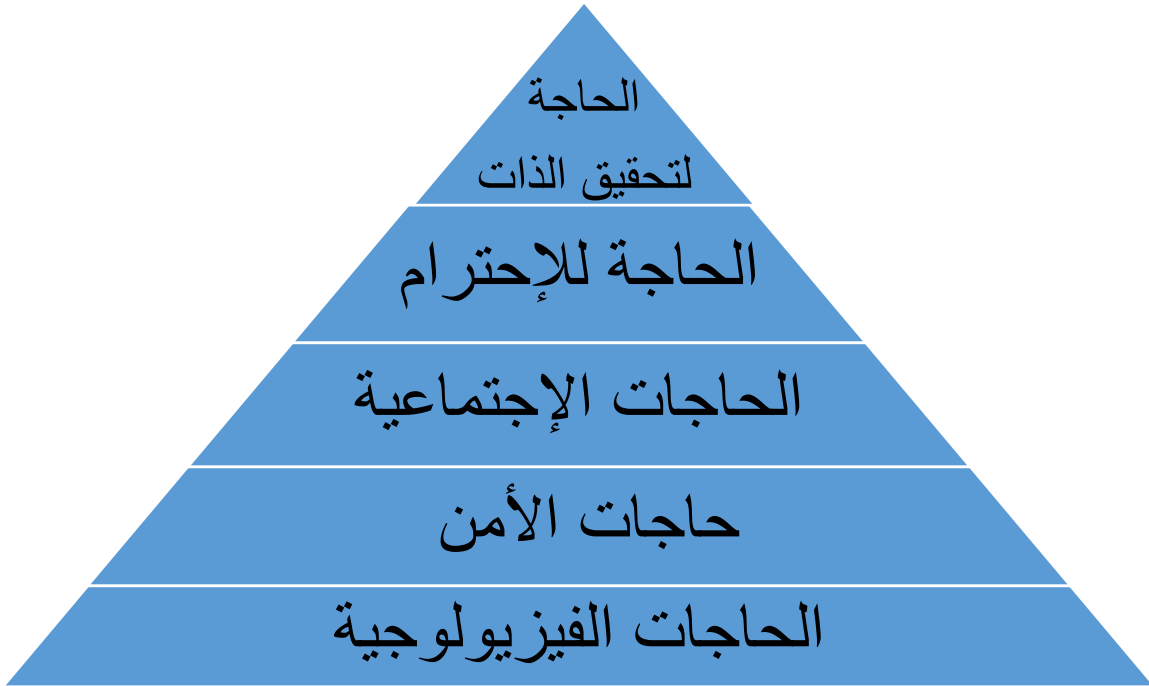 الحاجة
لتحقيق الذات
الحاجة للإحترام
الحاجات الإجتماعية
حاجات الأمن
الحاجات الفيزيولوجية